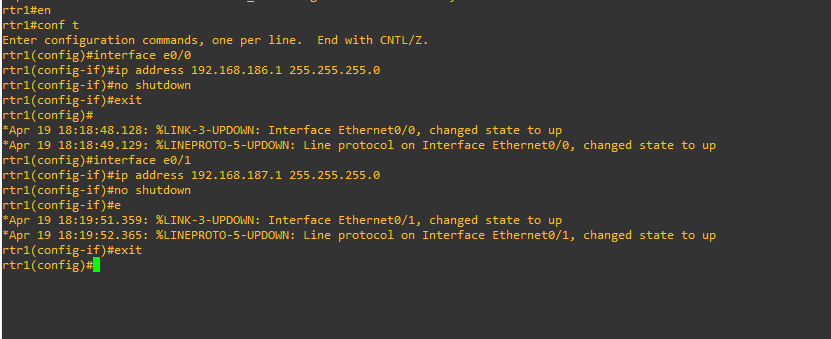 rtr1#en
rtr1#conf t
Enter configuration commands, one per line.  End with CNTL/Z.
rtr1(config)#interface e0/0
rtr1(config-if)#ip address 192.168.186.1 255.255.255.0
rtr1(config-if)#no shutdown
rtr1(config-if)#exit
rtr1(config)#
*Apr 19 18:18:48.128: %LINK-3-UPDOWN: Interface Ethernet0/0, changed state to up
*Apr 19 18:18:49.129: %LINEPROTO-5-UPDOWN: Line protocol on Interface Ethernet0/0, changed state to up
rtr1(config)#interface e0/1
rtr1(config-if)#ip address 192.168.187.1 255.255.255.0
rtr1(config-if)#no shutdown
rtr1(config-if)#e
*Apr 19 18:19:51.359: %LINK-3-UPDOWN: Interface Ethernet0/1, changed state to up
*Apr 19 18:19:52.365: %LINEPROTO-5-UPDOWN: Line protocol on Interface Ethernet0/1, changed state to up
rtr1(config-if)#exit
rtr1(config)#